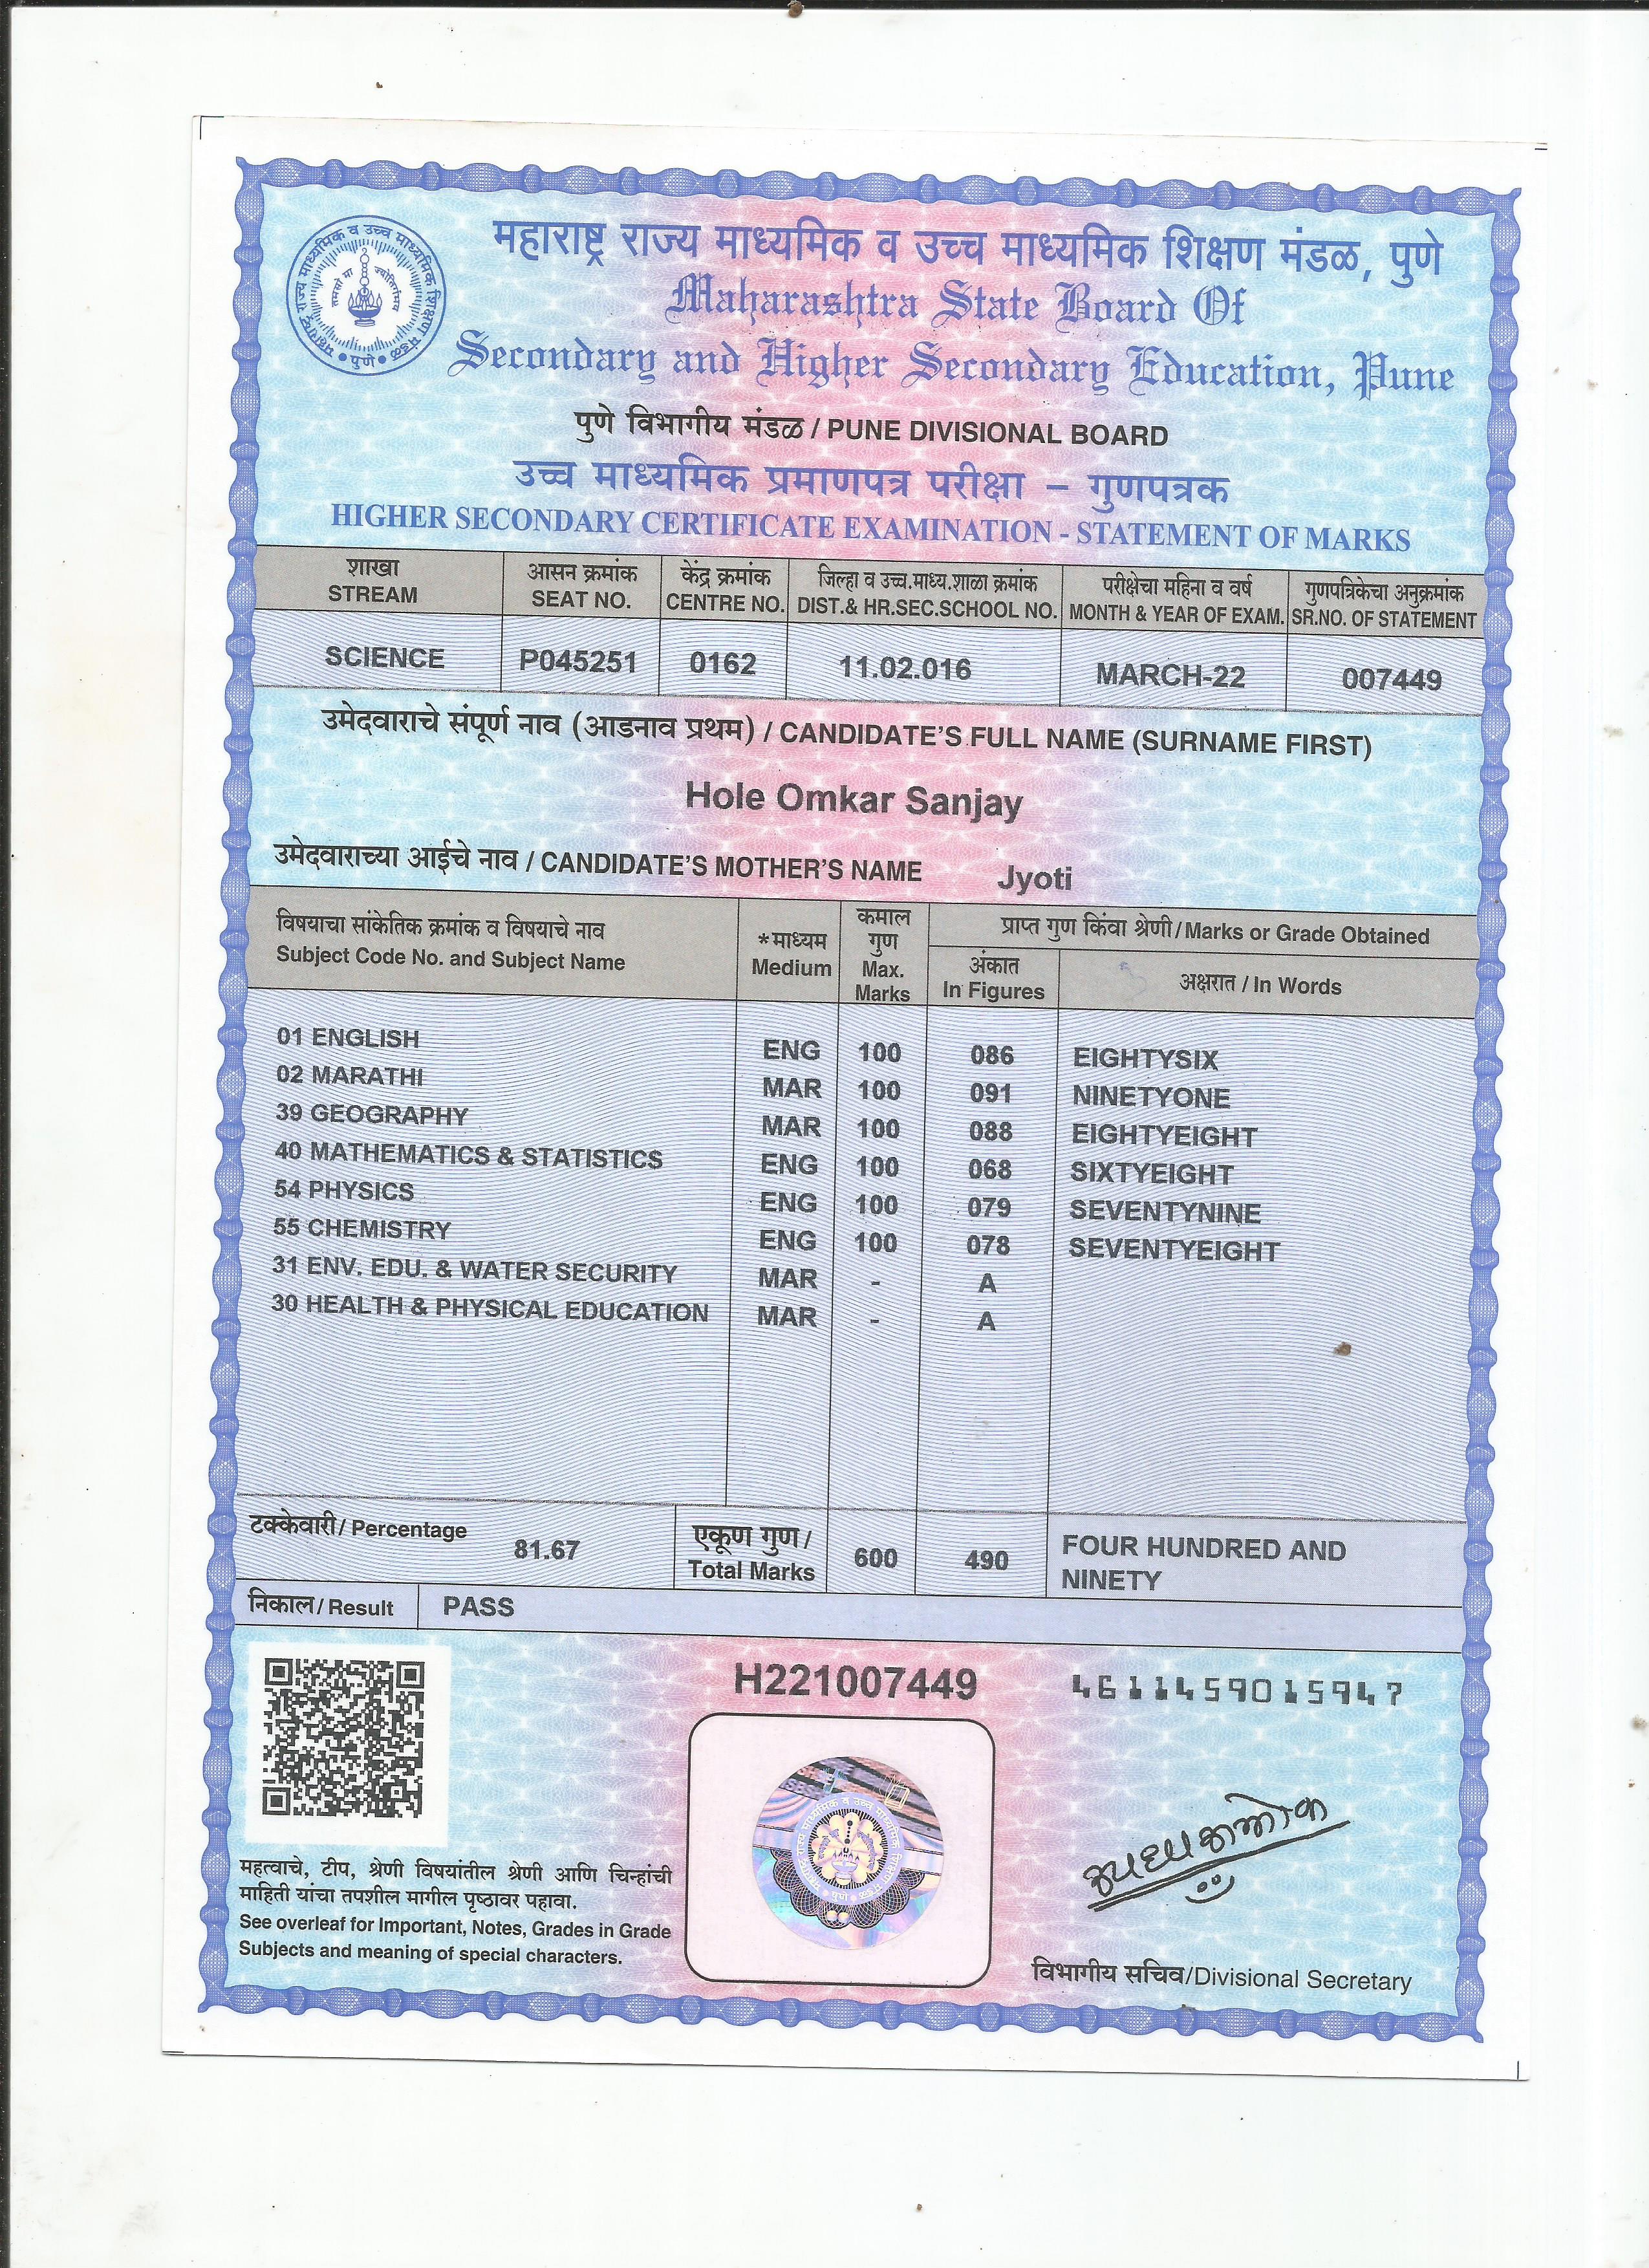 महाराष्ट्र राज्य माध्यमिक व उच्च माध्यमिक शिक्षण मंडळ, पुणे
Maharashtra State Board Of
Secondary and Higher Secondary Education, Pune
महाराष्ट्र राज्य माध्यमिक व उच्च माध्यमिक शिक्षण मंडळ
• पुणे •
तमसो मा ज्योतिर्गमय
पुणे विभागीय मंडळ / PUNE DIVISIONAL BOARD
उच्च माध्यमिक प्रमाणपत्र परीक्षा – गुणपत्रक
HIGHER SECONDARY CERTIFICATE EXAMINATION - STATEMENT OF MARKS
शाखा आसन क्रमांक केंद्र क्रमांक जिल्हा व उच्च.माध्य.शाळा क्रमांक परीक्षेचा महिना व वर्ष गुणपत्रिकेचा अनुक्रमांक
STREAM SEAT NO. CENTRE NO. DIST.& HR.SEC.SCHOOL NO. MONTH & YEAR OF EXAM. SR.NO. OF STATEMENT
SCIENCE P045251 0162 11.02.016 MARCH-22 007449
उमेदवाराचे संपूर्ण नाव (आडनाव प्रथम) / CANDIDATE'S FULL NAME (SURNAME FIRST)
Hole Omkar Sanjay
उमेदवाराच्या आईचे नाव / CANDIDATE'S MOTHER'S NAME Jyoti
विषयाचा सांकेतिक क्रमांक व विषयाचे नाव
Subject Code No. and Subject Name
*माध्यम
Medium
कमाल
गुण
Max.
Marks
प्राप्त गुण किंवा श्रेणी/Marks or Grade Obtained
अंकात
In Figures
अक्षरात / In Words
01 ENGLISH ENG 100 086 EIGHTYSIX
02 MARATHI MAR 100 091 NINETYONE
39 GEOGRAPHY MAR 100 088 EIGHTYEIGHT
40 MATHEMATICS & STATISTICS ENG 100 068 SIXTYEIGHT
54 PHYSICS ENG 100 079 SEVENTYNINE
55 CHEMISTRY ENG 100 078 SEVENTYEIGHT
31 ENV. EDU. & WATER SECURITY MAR - A
30 HEALTH & PHYSICAL EDUCATION MAR - A
टक्केवारी/ Percentage 81.67
एकूण गुण/
Total Marks
600 490 FOUR HUNDRED AND
NINETY
निकाल/ Result PASS
H221007449
4611459015947
महत्वाचे, टीप, श्रेणी विषयांतील श्रेणी आणि चिन्हांची
माहिती यांचा तपशील मागील पृष्ठावर पहावा.
See overleaf for Important, Notes, Grades in Grade
Subjects and meaning of special characters.
विभागीय सचिव/Divisional Secretary